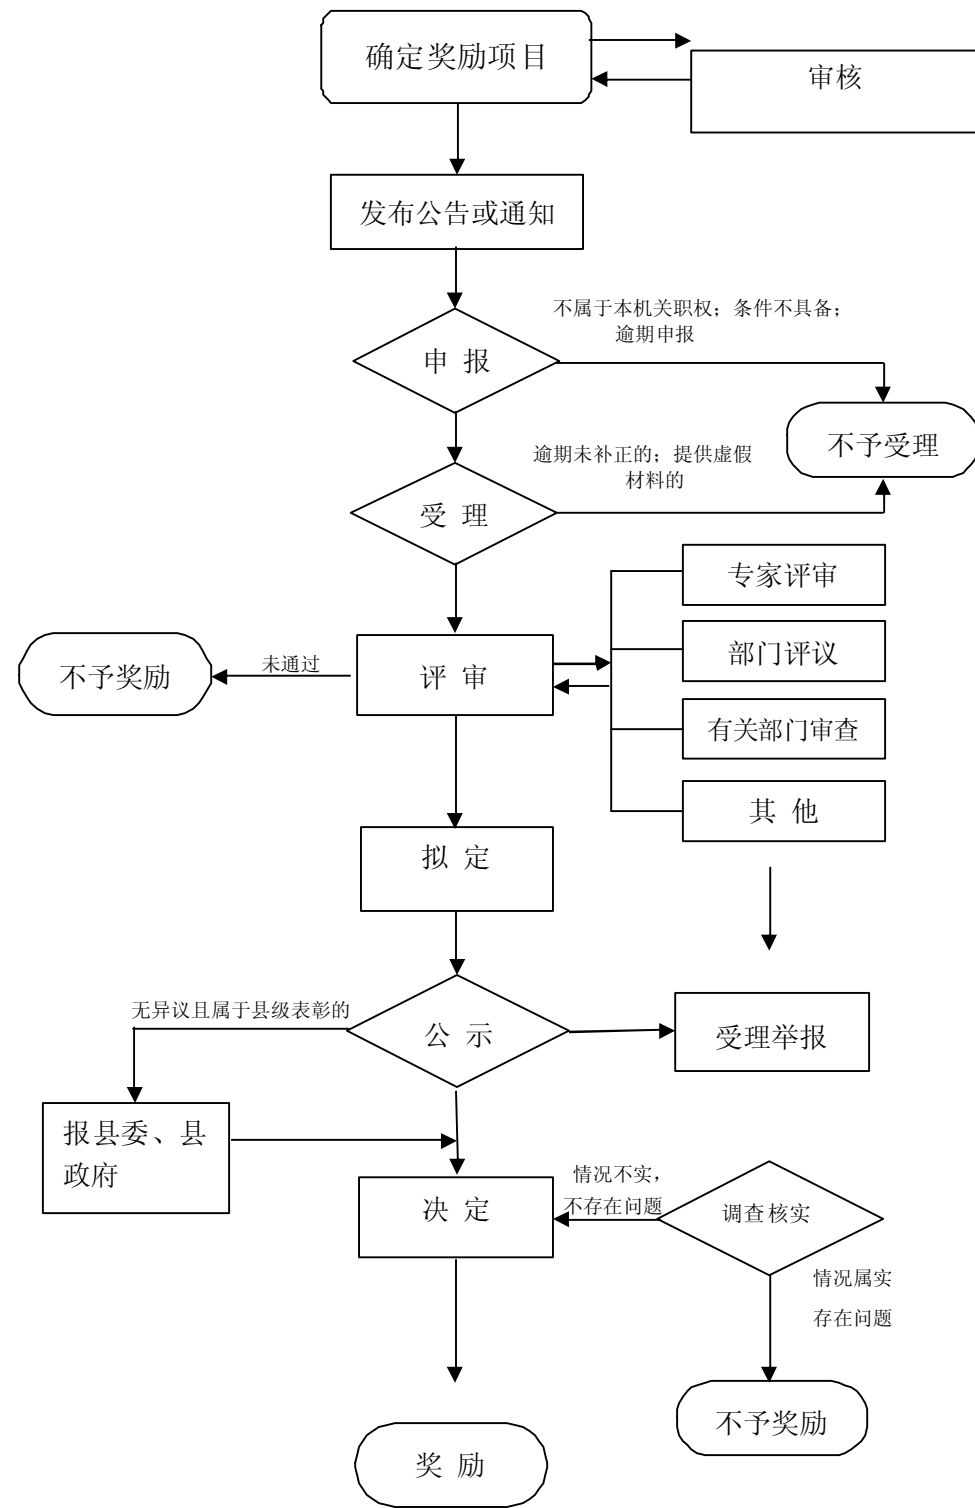 确定奖励项目
审核
发布公告或通知
不属于本机关职权；条件不具备；
逾期申报
申 报
不予受理
逾期未补正的；提供虚假
材料的
受 理
专家评审
部门评议
未通过
不予奖励
评 审
有关部门审查
其 他
拟 定
无异议且属于县级表彰的
公 示
受理举报
报县委、县
政府
情况不实，
不存在问题
决 定
调查核实
情况属实
存在问题
不予奖励
奖 励